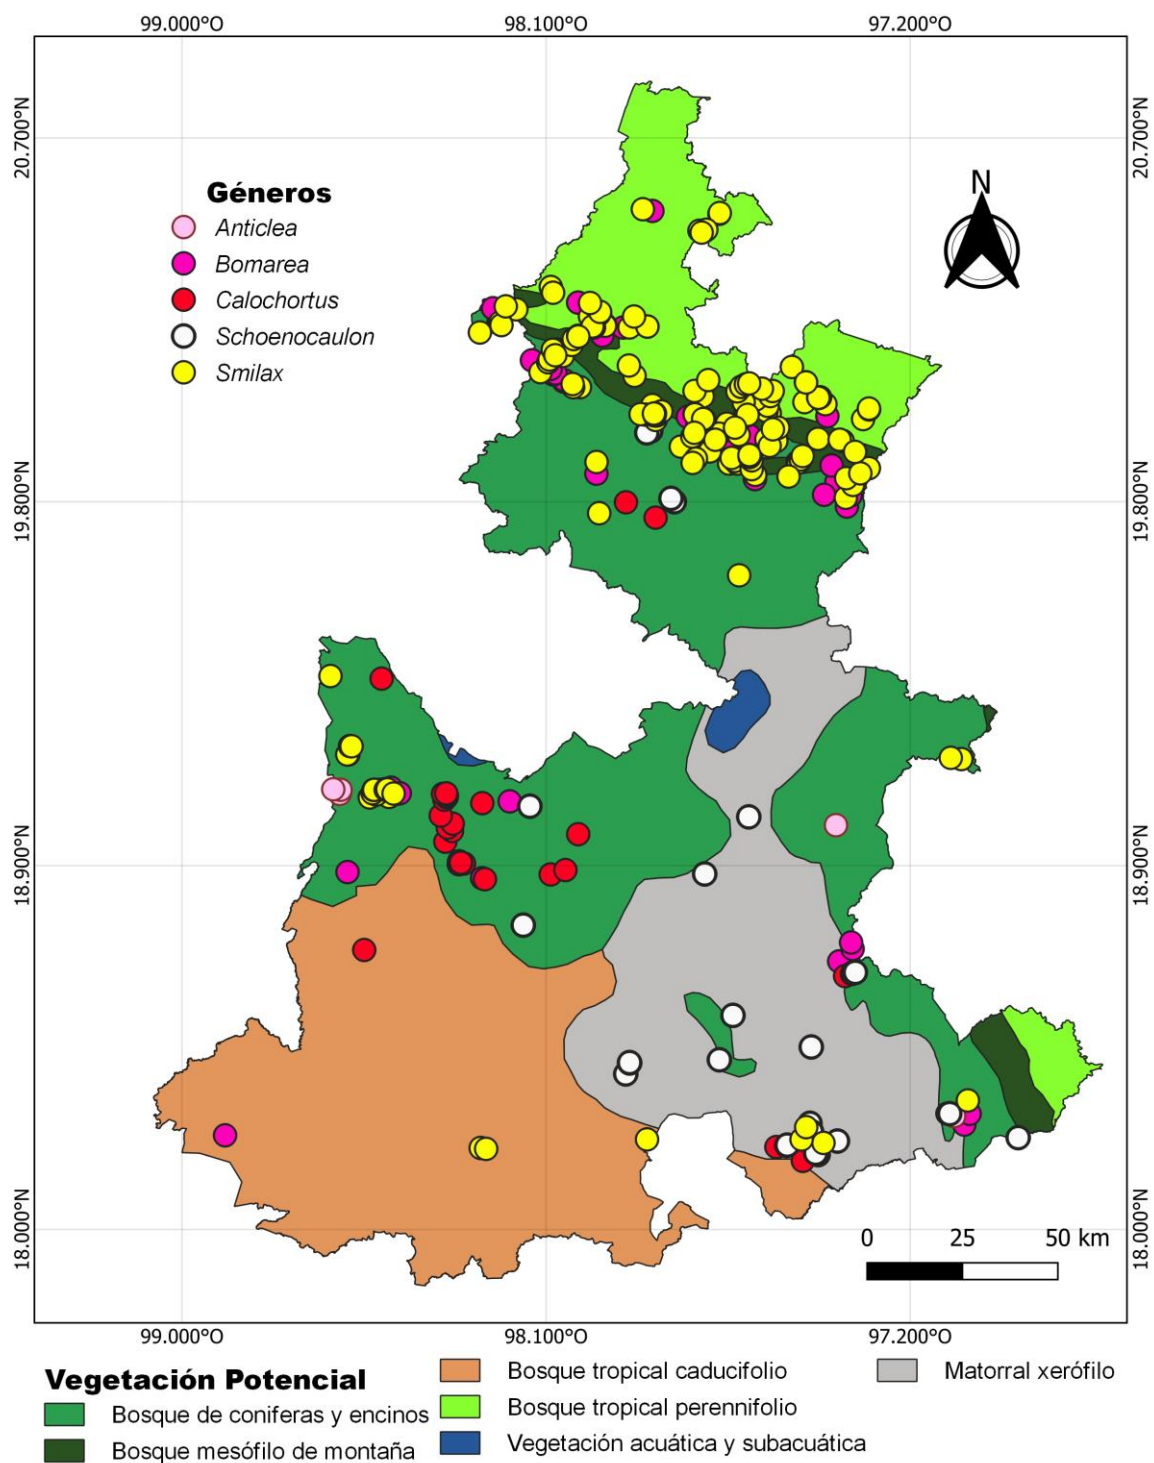 99.000°O 98.100°O 97.200°O
20.700°N 20.700°N
N
Géneros
Anticlea
Bomarea
Calochortus
Schoenocaulon
Smilax
19.800°N 19.800°N
18.900°N 18.900°N
18.000°N 18.000°N
0 25 50 km
99.000°O 98.100°O 97.200°O
Vegetación Potencial
Bosque de coniferas y encinos
Bosque mesófilo de montaña
Bosque tropical caducifolio
Bosque tropical perennifolio
Vegetación acuática y subacuática
Matorral xerófilo